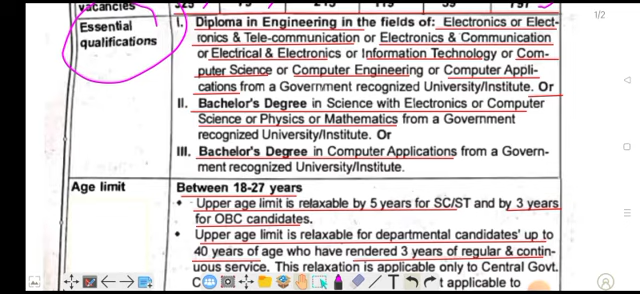 vacancies 325
797
1/2
Essential qualifications
I. Diploma in Engineering in the fields of: Electronics or Elect-
ronics & Tele-communication or Electronics & Communication
or Electrical & Electronics or Information Technology or Com-
puter Science or Computer Engineering or Computer Appli-
cations from a Government recognized University/Institute. Or
II. Bachelor's Degree in Science with Electronics or Computer
Science or Physics or Mathematics from a Government
recognized University/Institute. Or
III. Bachelor's Degree in Computer Applications from a Govern-
ment recognized University/Institute.
Age limit
Between 18-27 years
• Upper age limit is relaxable by 5 years for SC/ST and by 3 years
for OBC candidates.
• Upper age limit is relaxable for departmental candidates' up to
40 years of age who have rendered 3 years of regular & contin-
uous service. This relaxation is applicable only to Central Govt.
t applicable to